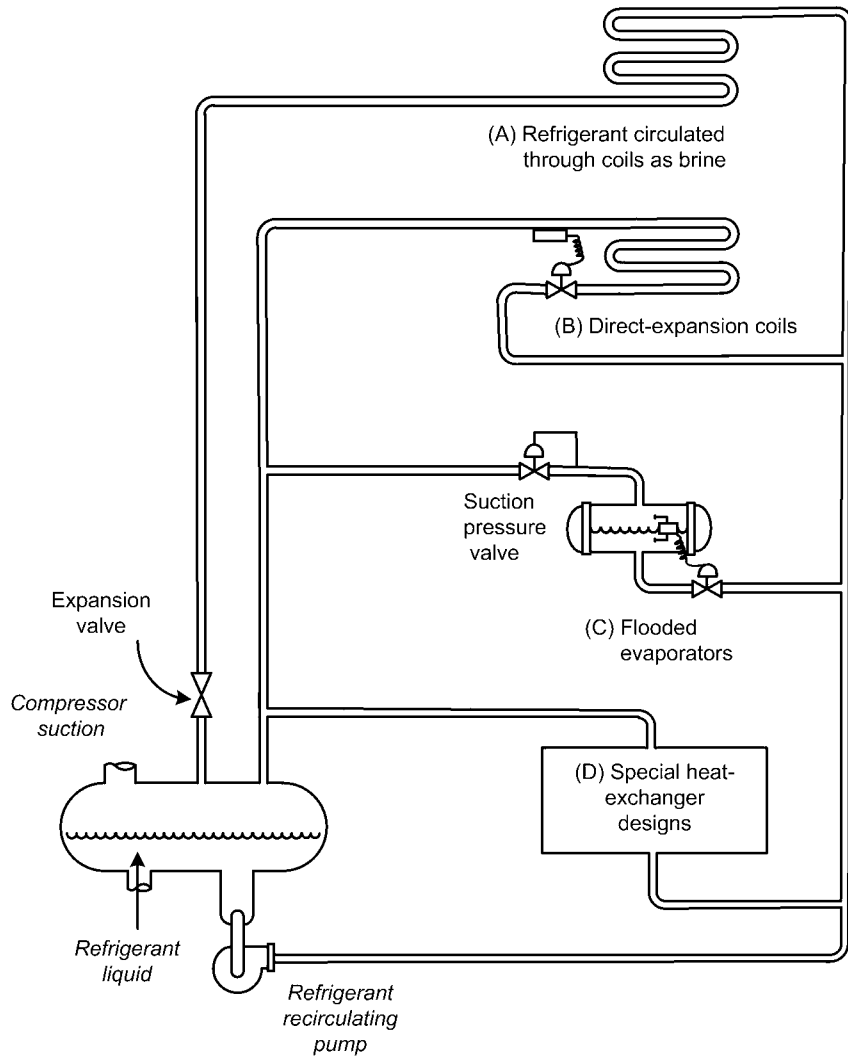 (A) Refrigerant circulated
through coils as brine
(B) Direct-expansion coils
Suction
pressure
valve
(C) Flooded
evaporators
Expansion
valve
Compressor
suction
(D) Special heat-
exchanger
designs
Refrigerant
liquid
Refrigerant
recirculating
pump